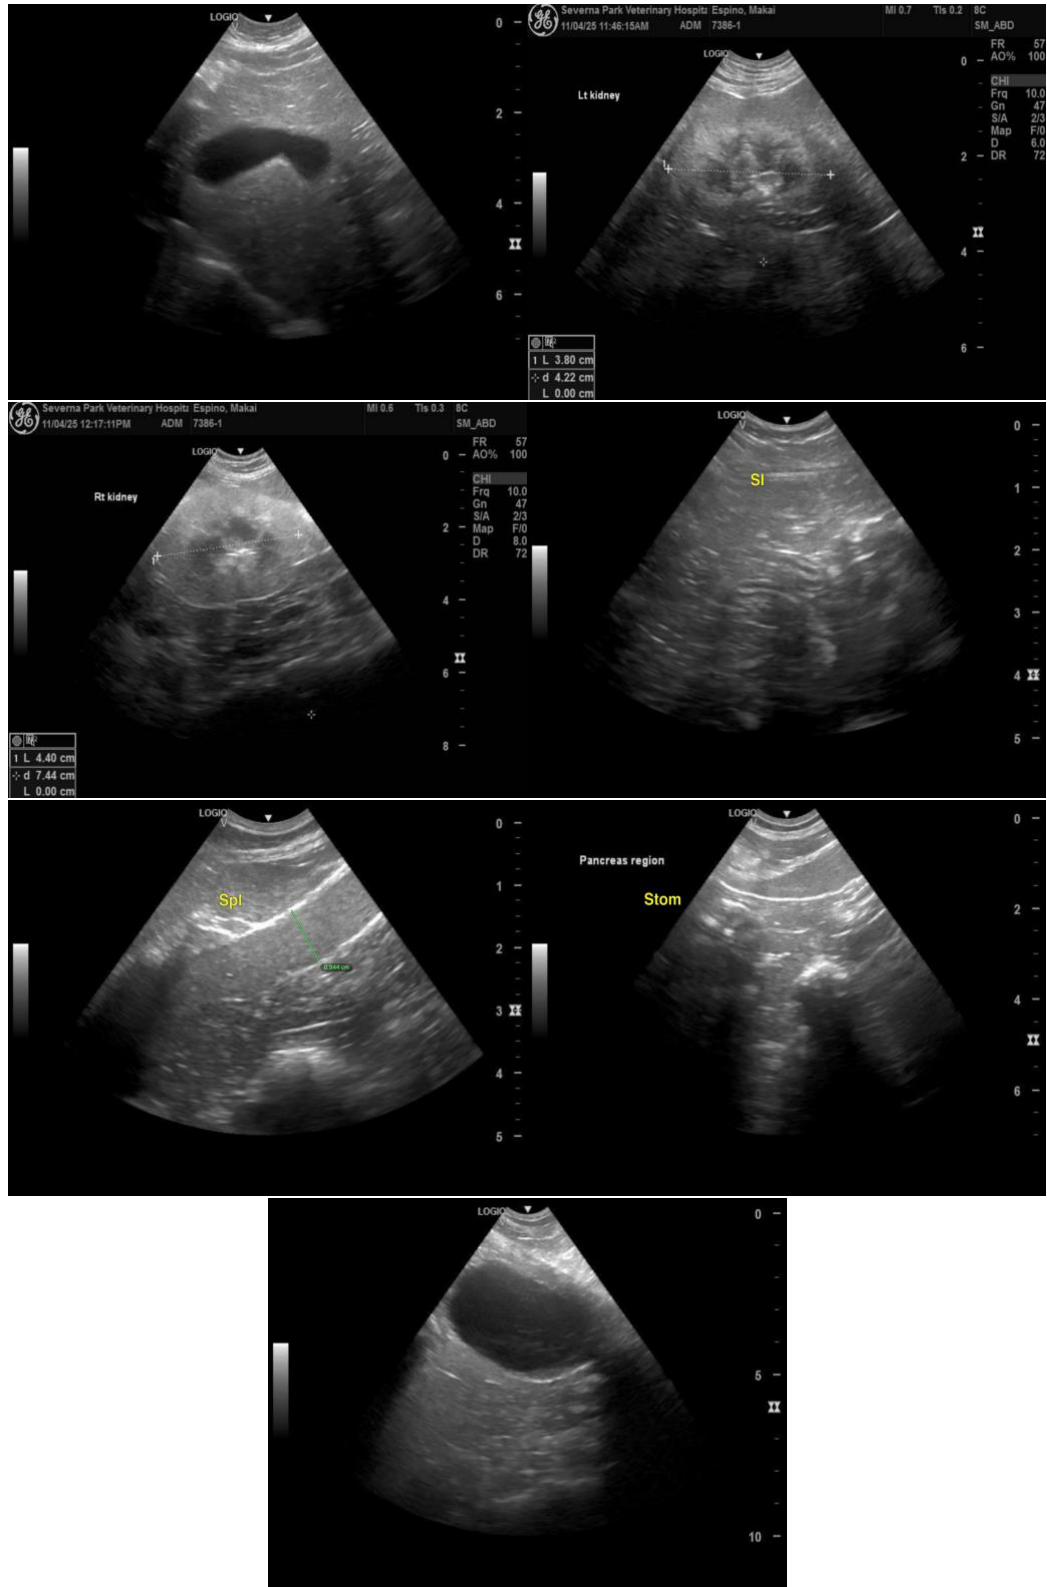 LOGIQ
V
0
2
4
6
Severna Park Veterinary Hospita Espino, Makai MI 0.7 TIs 0.2 8C
11/04/25 11:46:15AM ADM 7386-1 SM_ABD
LOGIQ
Lt kidney
FR 57
AO% 100
CHI
Frq 10.0
Gn 47
S/A 2/3
Map F/0
D 6.0
DR 72
0
2
4
6
1
1 L 3.80 cm
d 4.22 cm
L 0.00 cm
Severna Park Veterinary Hospita Espino, Makai MI 0.6 TIs 0.3 8C
11/04/25 12:17:11PM ADM 7386-1 SM_ABD
LOGIQ
Rt kidney
FR 57
AO% 100
CHI
Frq 10.0
Gn 47
S/A 2/3
Map F/0
D 8.0
DR 72
0
2
4
6
8
1
1 L 4.40 cm
d 7.44 cm
L 0.00 cm
LOGIQ
V
SI
0
1
2
3
4
5
LOGIQ
V
Spl
0.944 cm
0
1
2
3
4
5
LOGIQ
V
Pancreas region
Stom
0
2
4
6
LOGIQ
0
5
10